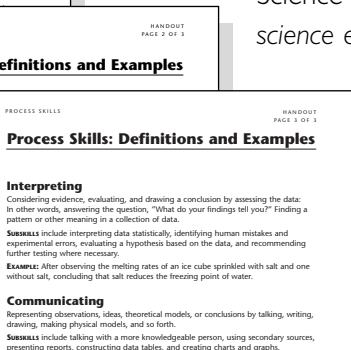 Science
science e
HANDOUT
PAGE 2 OF 3
efinitions and Examples
PROCESS SKILLS
HANDOUT
PAGE 3 OF 3
Process Skills: Definitions and Examples
Interpreting
Considering evidence, evaluating, and drawing a conclusion by assessing the data:
In other words, answering the question, “What do your findings tell you?” Finding a
pattern or other meaning in a collection of data.
SUBSKILLS include interpreting data statistically, identifying human mistakes and
experimental errors, evaluating a hypothesis based on the data, and recommending
further testing where necessary.
EXAMPLE: After observing the melting rates of an ice cube sprinkled with salt and one
without salt, concluding that salt reduces the freezing point of water.
Communicating
Representing observations, ideas, theoretical models, or conclusions by talking, writing,
drawing, making physical models, and so forth.
SUBSKILLS include talking with a more knowledgeable person, using secondary sources,
presenting reports, constructing data tables, and creating charts and graphs.